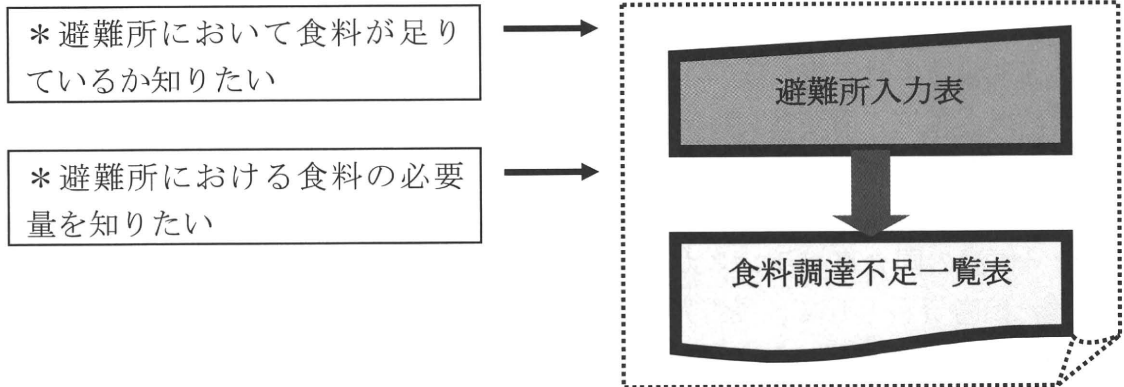 ＊避難所において食料が足り
ているか知りたい
＊避難所における食料の必要
量を知りたい
避難所入力表
食料調達不足一覧表